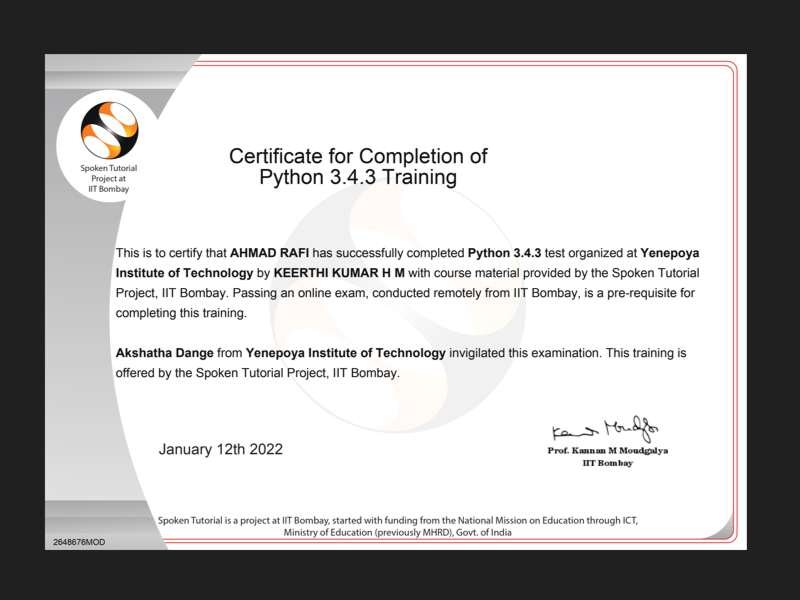 Spoken Tutorial
Project at
IIT Bombay
Certificate for Completion of
Python 3.4.3 Training
This is to certify that AHMAD RAFI has successfully completed Python 3.4.3 test organized at Yenepoya
Institute of Technology by KEERTHI KUMAR H M with course material provided by the Spoken Tutorial
Project, IIT Bombay. Passing an online exam, conducted remotely from IIT Bombay, is a pre-requisite for
completing this training.
Akshatha Dange from Yenepoya Institute of Technology invigilated this examination. This training is
offered by the Spoken Tutorial Project, IIT Bombay.
January 12th 2022
Kannan Moudgalya
Prof. Kannan M Moudgalya
IIT Bombay
Spoken Tutorial is a project at IIT Bombay, started with funding from the National Mission on Education through ICT,
Ministry of Education (previously MHRD), Govt. of India
2648676MOD